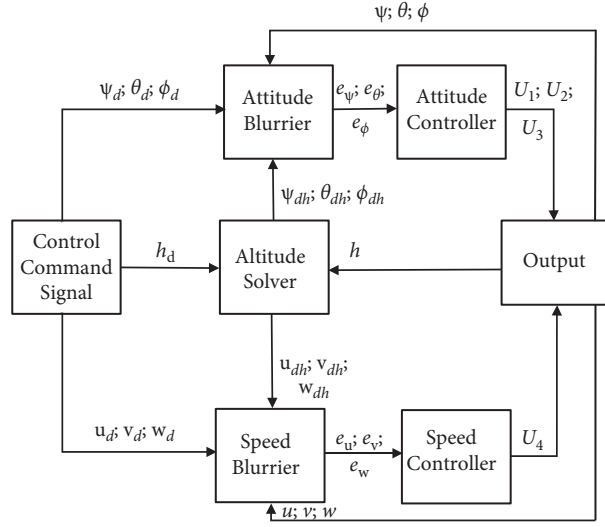 ψ; θ; ϕ
ψd; θd; ϕd
Attitude
Blurrier
eψ; eθ;
eϕ
Attitude
Controller
U1; U2;
U3
ψdh; θdh; ϕdh
Control
Command
Signal
hd
Altitude
Solver
h
Output
udh; vdh;
wdh
ud; vd; wd
Speed
Blurrier
eu; ev;
ew
Speed
Controller
U4
u; v; w